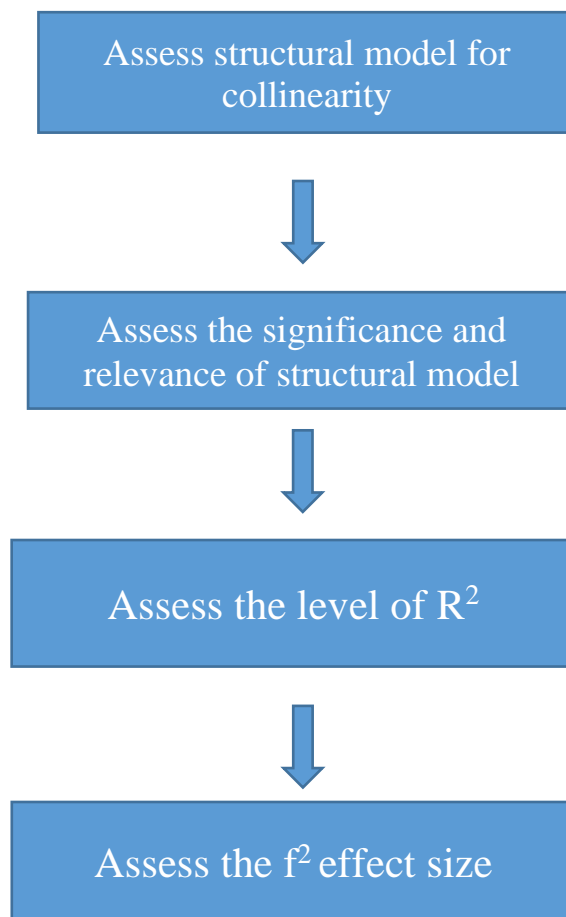 Assess structural model for
collinearity
Assess the significance and
relevance of structural model
Assess the level of R²
Assess the f² effect size